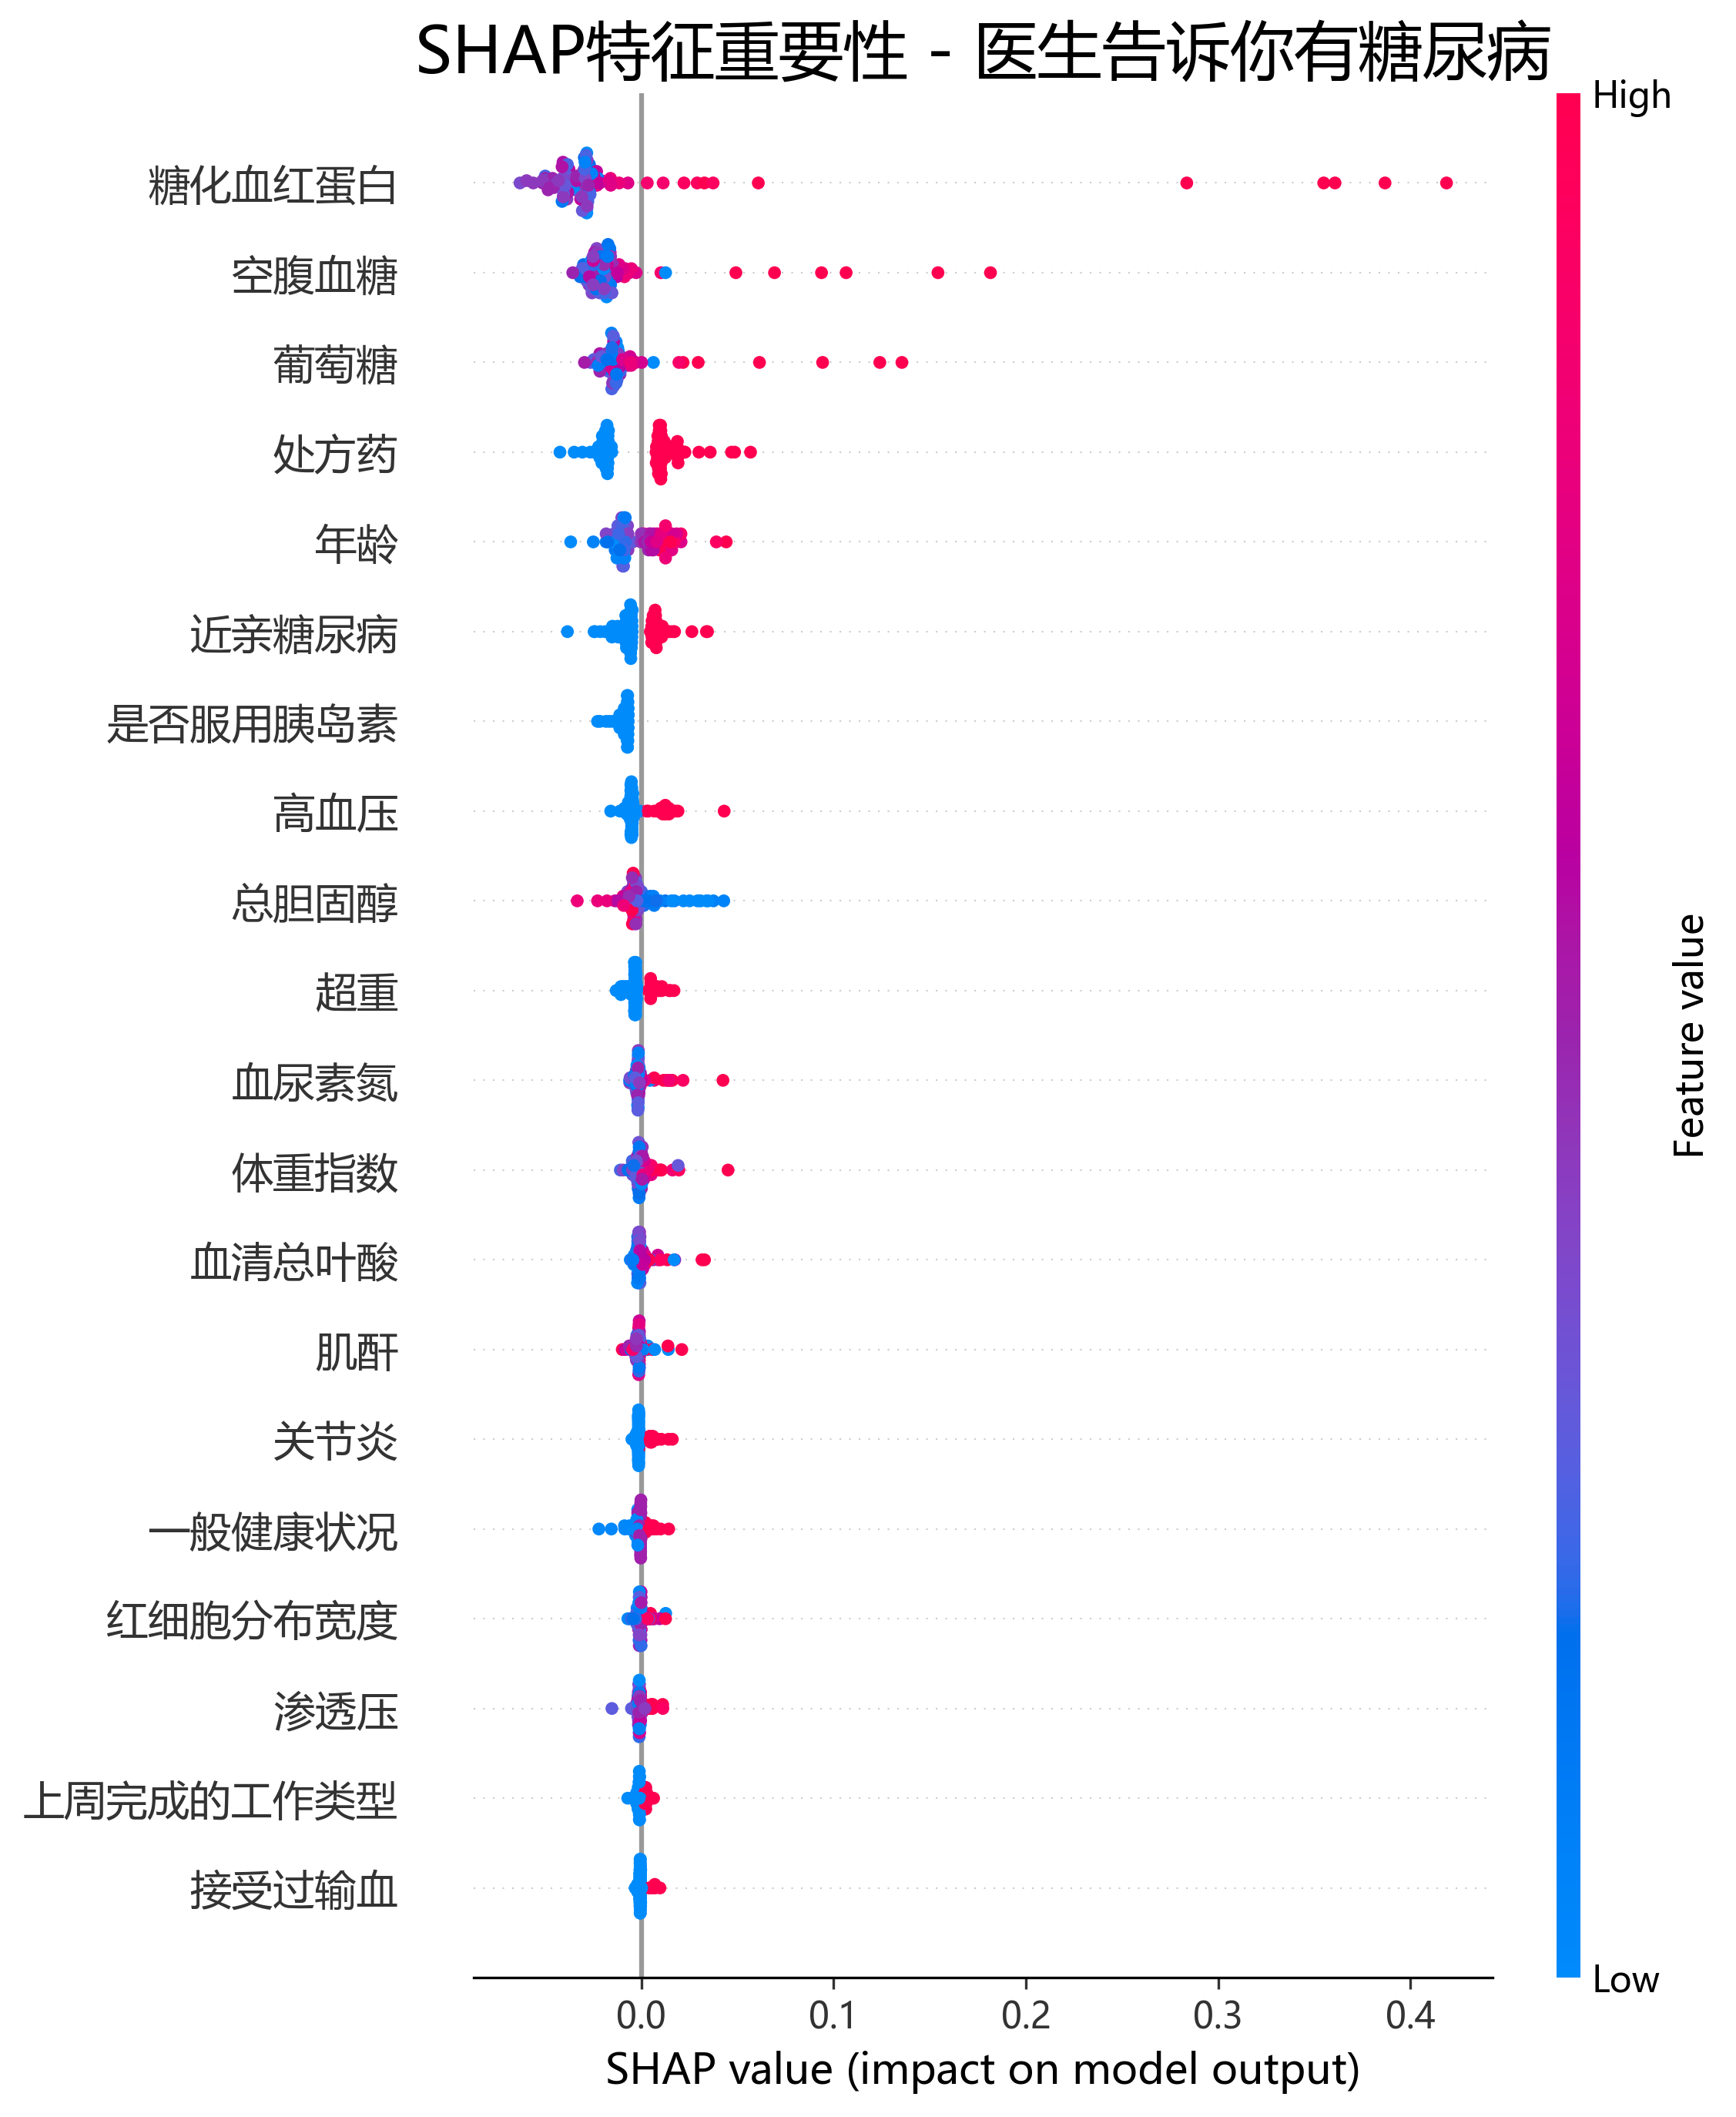 SHAP特征重要性 - 医生告诉你有糖尿病
High
糖化血红蛋白
空腹血糖
葡萄糖
处方药
年龄
近亲糖尿病
是否服用胰岛素
高血压
总胆固醇
超重
血尿素氮
体重指数
血清总叶酸
肌酐
关节炎
一般健康状况
红细胞分布宽度
渗透压
上周完成的工作类型
接受过输血
Feature value
Low
0.0 0.1 0.2 0.3 0.4
SHAP value (impact on model output)